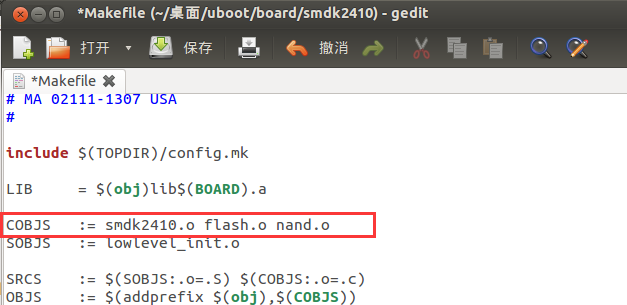 *Makefile (~/桌面/uboot/board/smdk2410) - gedit
打开 保存 撤消
*Makefile
# MA 02111-1307 USA
#
include $(TOPDIR)/config.mk
LIB = $(obj)lib$(BOARD).a
COBJS := smdk2410.o flash.o nand.o
SOBJS := lowlevel_init.o
SRCS := $(SOBJS:.o=.S) $(COBJS:.o=.c)
OBJS := $(addprefix $(obj),$(COBJS))